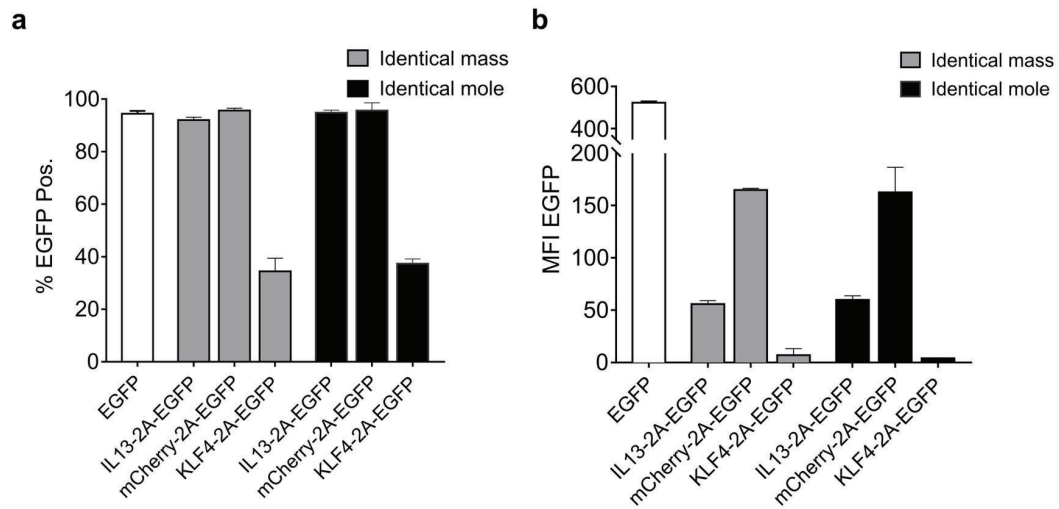 a
Identical mass
Identical mole
% EGFP Pos.
100
80
60
40
20
0
EGFP
IL13-2A-EGFP
mCherry-2A-EGFP
KLF4-2A-EGFP
IL13-2A-EGFP
mCherry-2A-EGFP
KLF4-2A-EGFP
b
Identical mass
Identical mole
MFI EGFP
600
400
200
150
100
50
0
EGFP
IL13-2A-EGFP
mCherry-2A-EGFP
KLF4-2A-EGFP
IL13-2A-EGFP
mCherry-2A-EGFP
KLF4-2A-EGFP